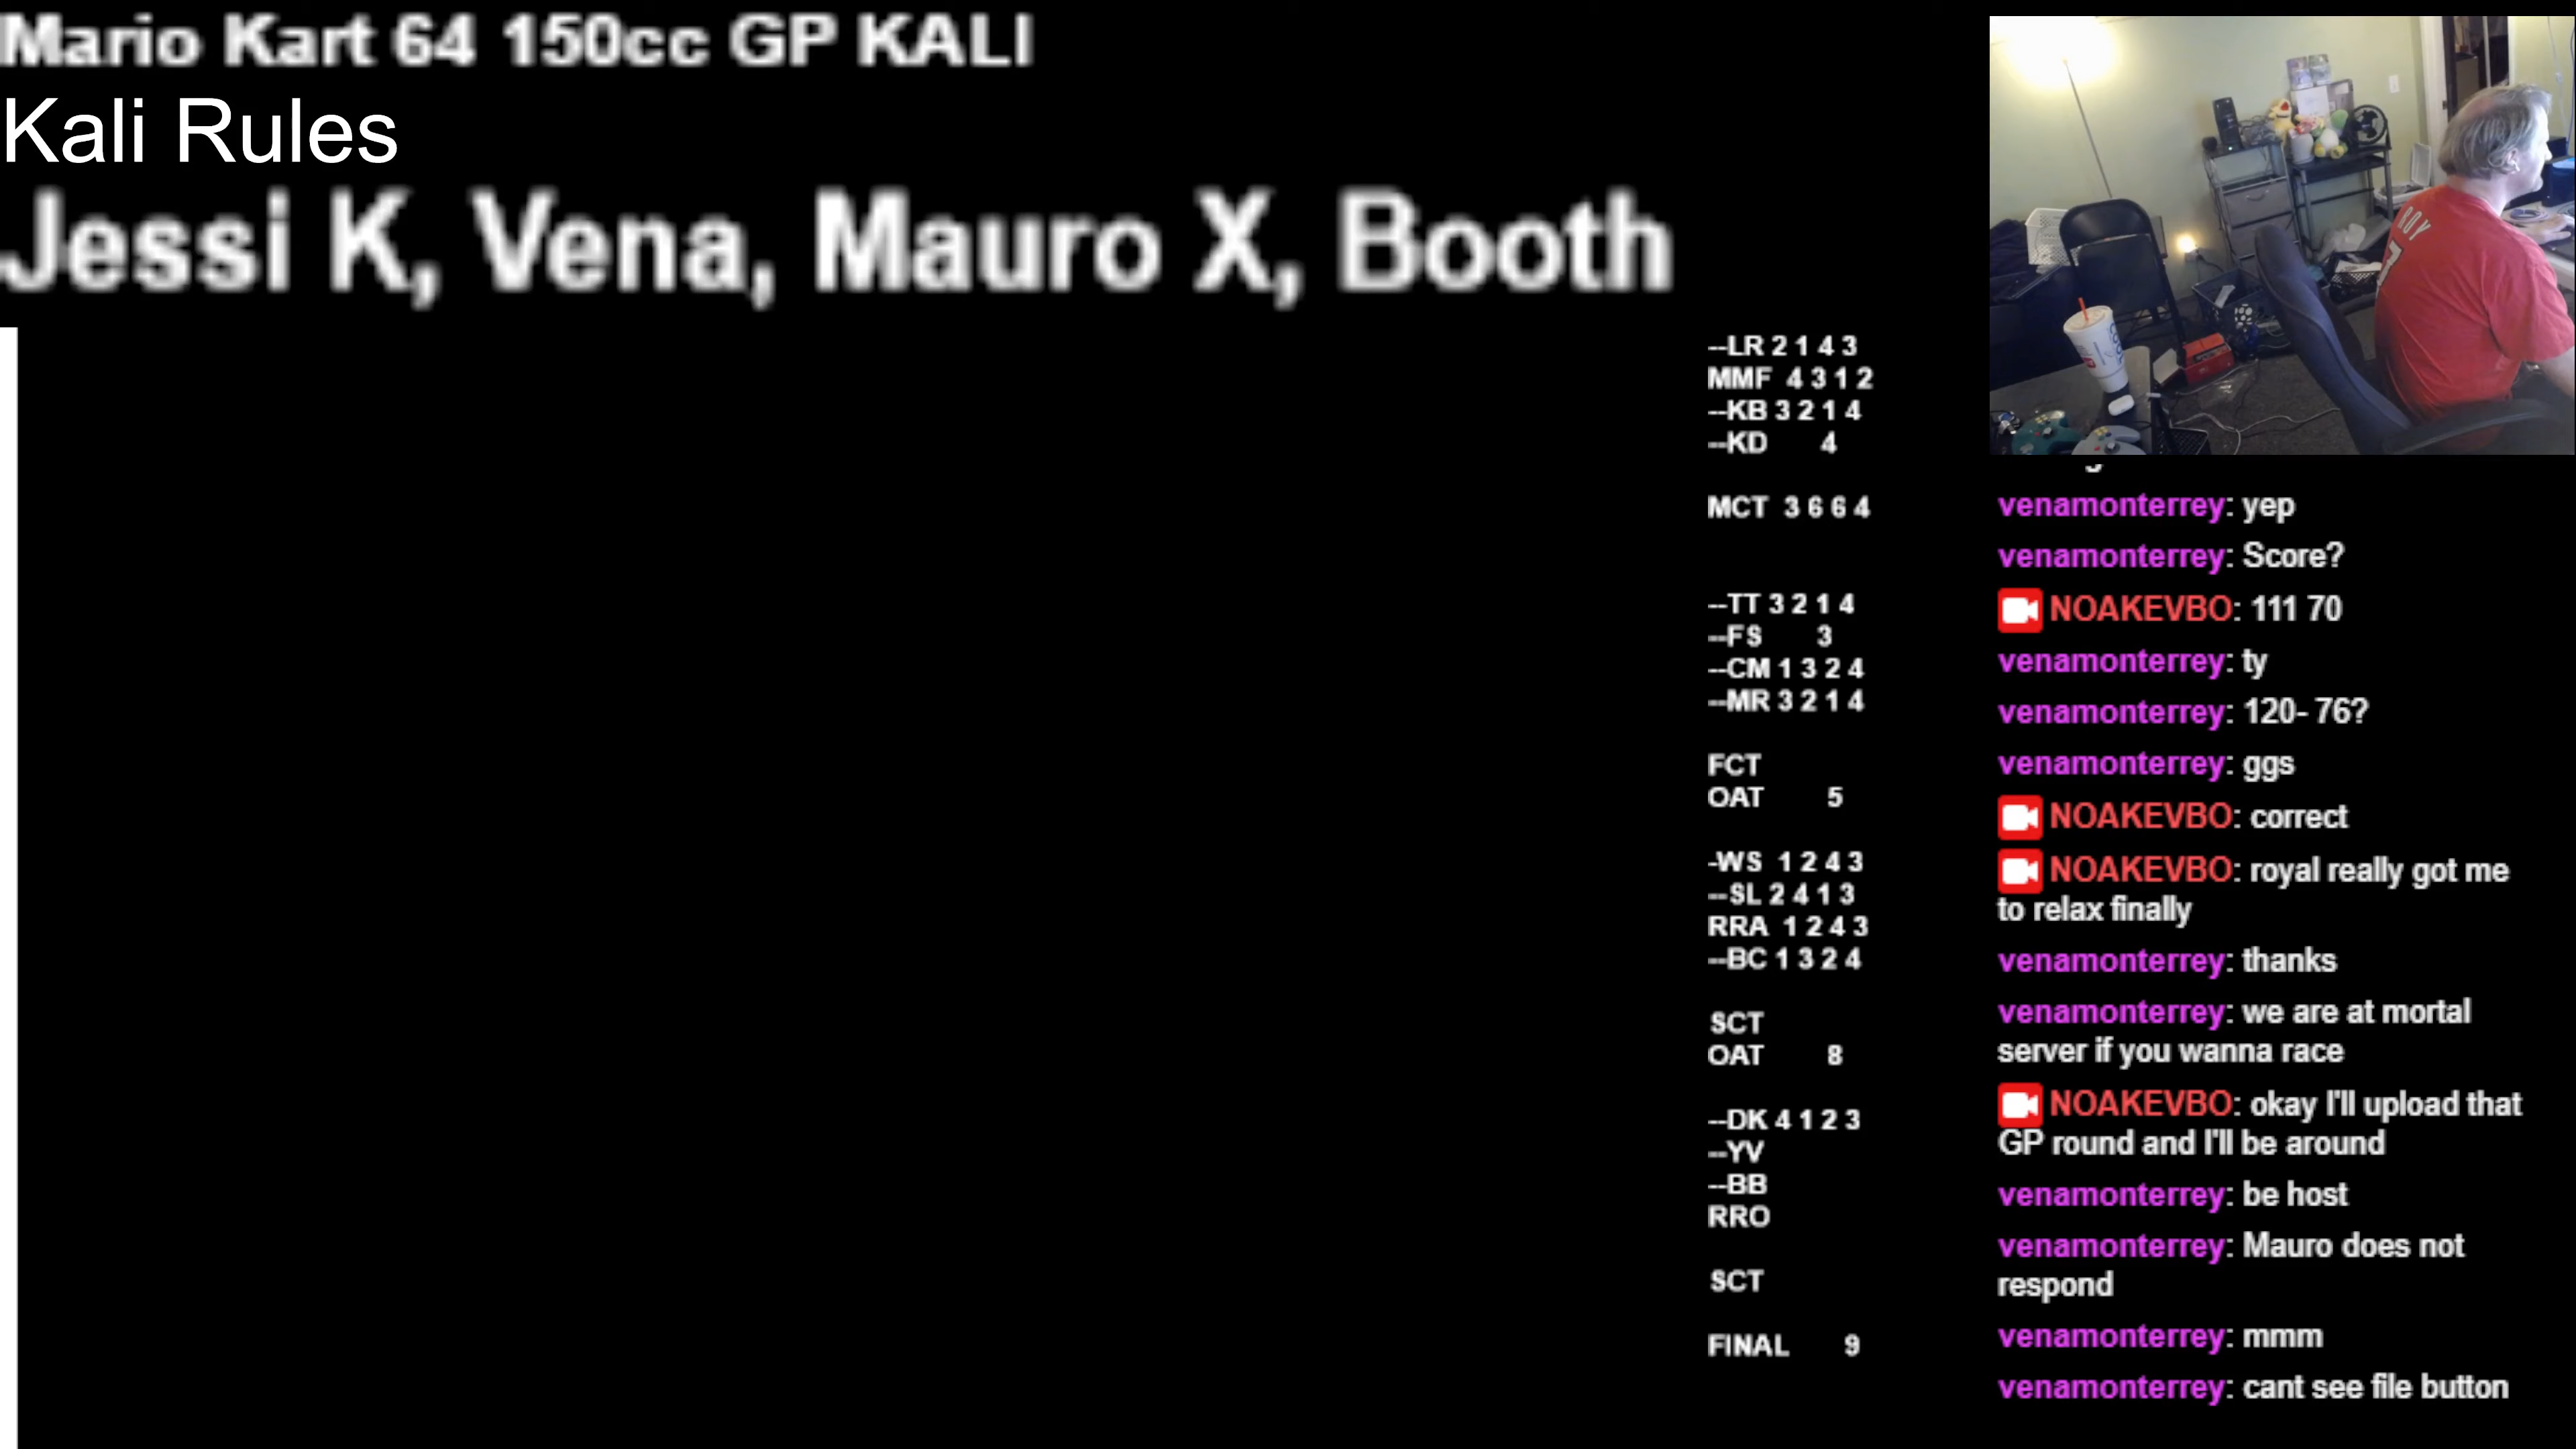 Mario Kart 64 150cc GP KALI
Kali Rules
Jessi K, Vena, Mauro X, Booth
--LR 2 1 4 3
MMF 4 3 1 2
--KB 3 2 1 4
--KD 4
MCT 3 6 6 4
--TT 3 2 1 4
--FS 3
--CM 1 3 2 4
--MR 3 2 1 4
FCT
OAT 5
-WS 1 2 4 3
--SL 2 4 1 3
RRA 1 2 4 3
--BC 1 3 2 4
SCT
OAT 8
--DK 4 1 2 3
--YV
--BB
RRO
SCT
FINAL 9
ROY
7
venamonterrey: yep
venamonterrey: Score?
NOAKEVBO: 111 70
venamonterrey: ty
venamonterrey: 120- 76?
venamonterrey: ggs
NOAKEVBO: correct
NOAKEVBO: royal really got me
to relax finally
venamonterrey: thanks
venamonterrey: we are at mortal
server if you wanna race
NOAKEVBO: okay I'll upload that
GP round and I'll be around
venamonterrey: be host
venamonterrey: Mauro does not
respond
venamonterrey: mmm
venamonterrey: cant see file button